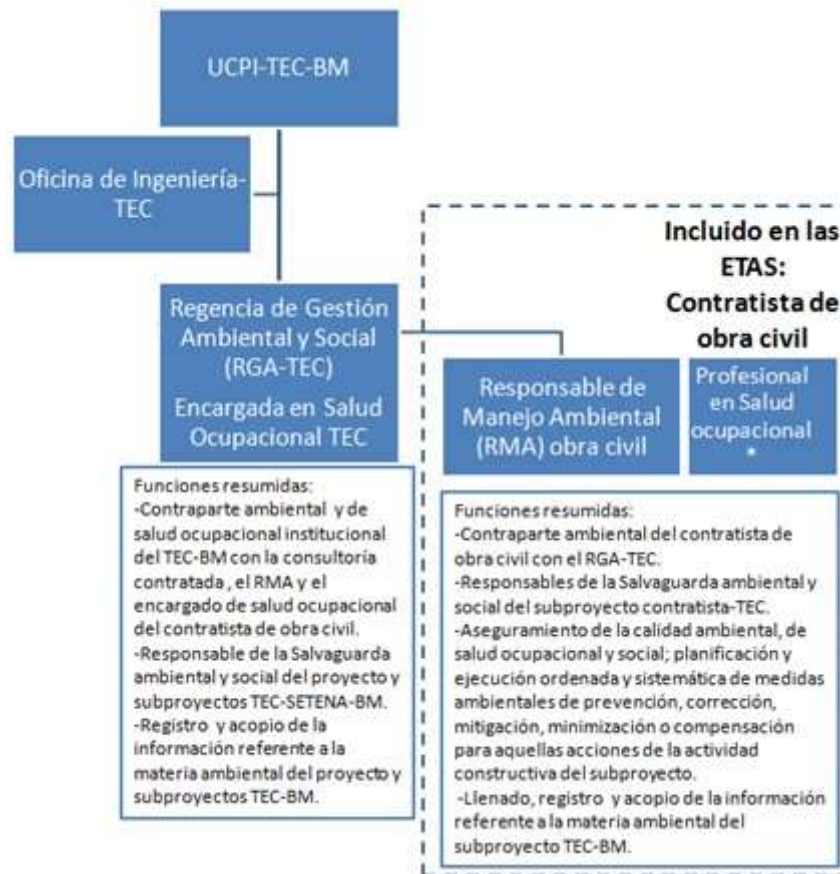 UCPI-TEC-BM
Oficina de Ingeniería-
TEC
Incluido en las
ETAS:
Contratista de
obra civil
Regencia de Gestión
Ambiental y Social
(RGA-TEC)
Encargada en Salud
Ocupacional TEC
Responsable de
Manejo Ambiental
(RMA) obra civil
Profesional
en Salud
ocupacional
*
Funciones resumidas:
-Contraparte ambiental y de
salud ocupacional institucional
del TEC-BM con la consultoría
contratada , el RMA y el
encargado de salud ocupacional
del contratista de obra civil.
-Responsable de la Salvaguarda
ambiental y social del proyecto y
subproyectos TEC-SETENA-BM.
-Registro y acopio de la
información referente a la
materia ambiental del proyecto y
subproyectos TEC-BM.
Funciones resumidas:
-Contraparte ambiental del contratista de
obra civil con el RGA-TEC.
-Responsables de la Salvaguarda ambiental y
social del subproyecto contratista-TEC.
-Aseguramiento de la calidad ambiental, de
salud ocupacional y social; planificación y
ejecución ordenada y sistemática de medidas
ambientales de prevención, corrección,
mitigación, minimización o compensación
para aquellas acciones de la actividad
constructiva del subproyecto.
-Llenado, registro y acopio de la información
referente a la materia ambiental del
subproyecto TEC-BM.